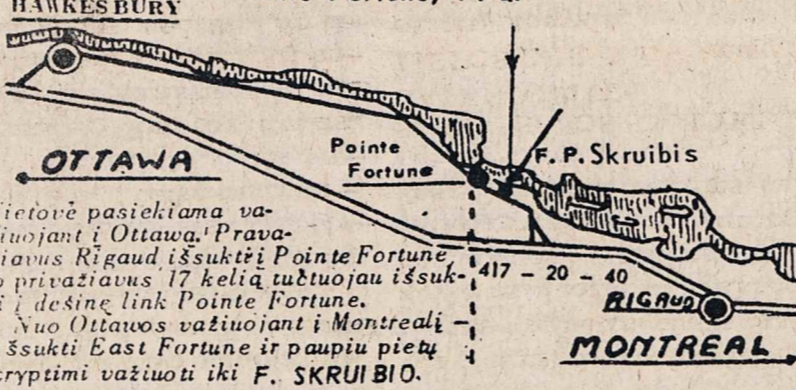 HAWKESBURY
Pointe
Fortune
F. P. Skruibis
OTTAWA
ietovė pasiekiama va-
iuojant į Ottawa. Prava-
iavus Rigaud išsukti į Pointe Fortune,
o privažiavus 17 kelią tučtuojau išsuk-
i į dešinę link Pointe Fortune.
Nuo Ottawos važiuojant į Montrealį –
šsukti East Fortune ir paupiu pietų
kryptimi važiuoti iki F. SKRUIBIO.
417 – 20 – 40
RIGAUD
MONTREAL